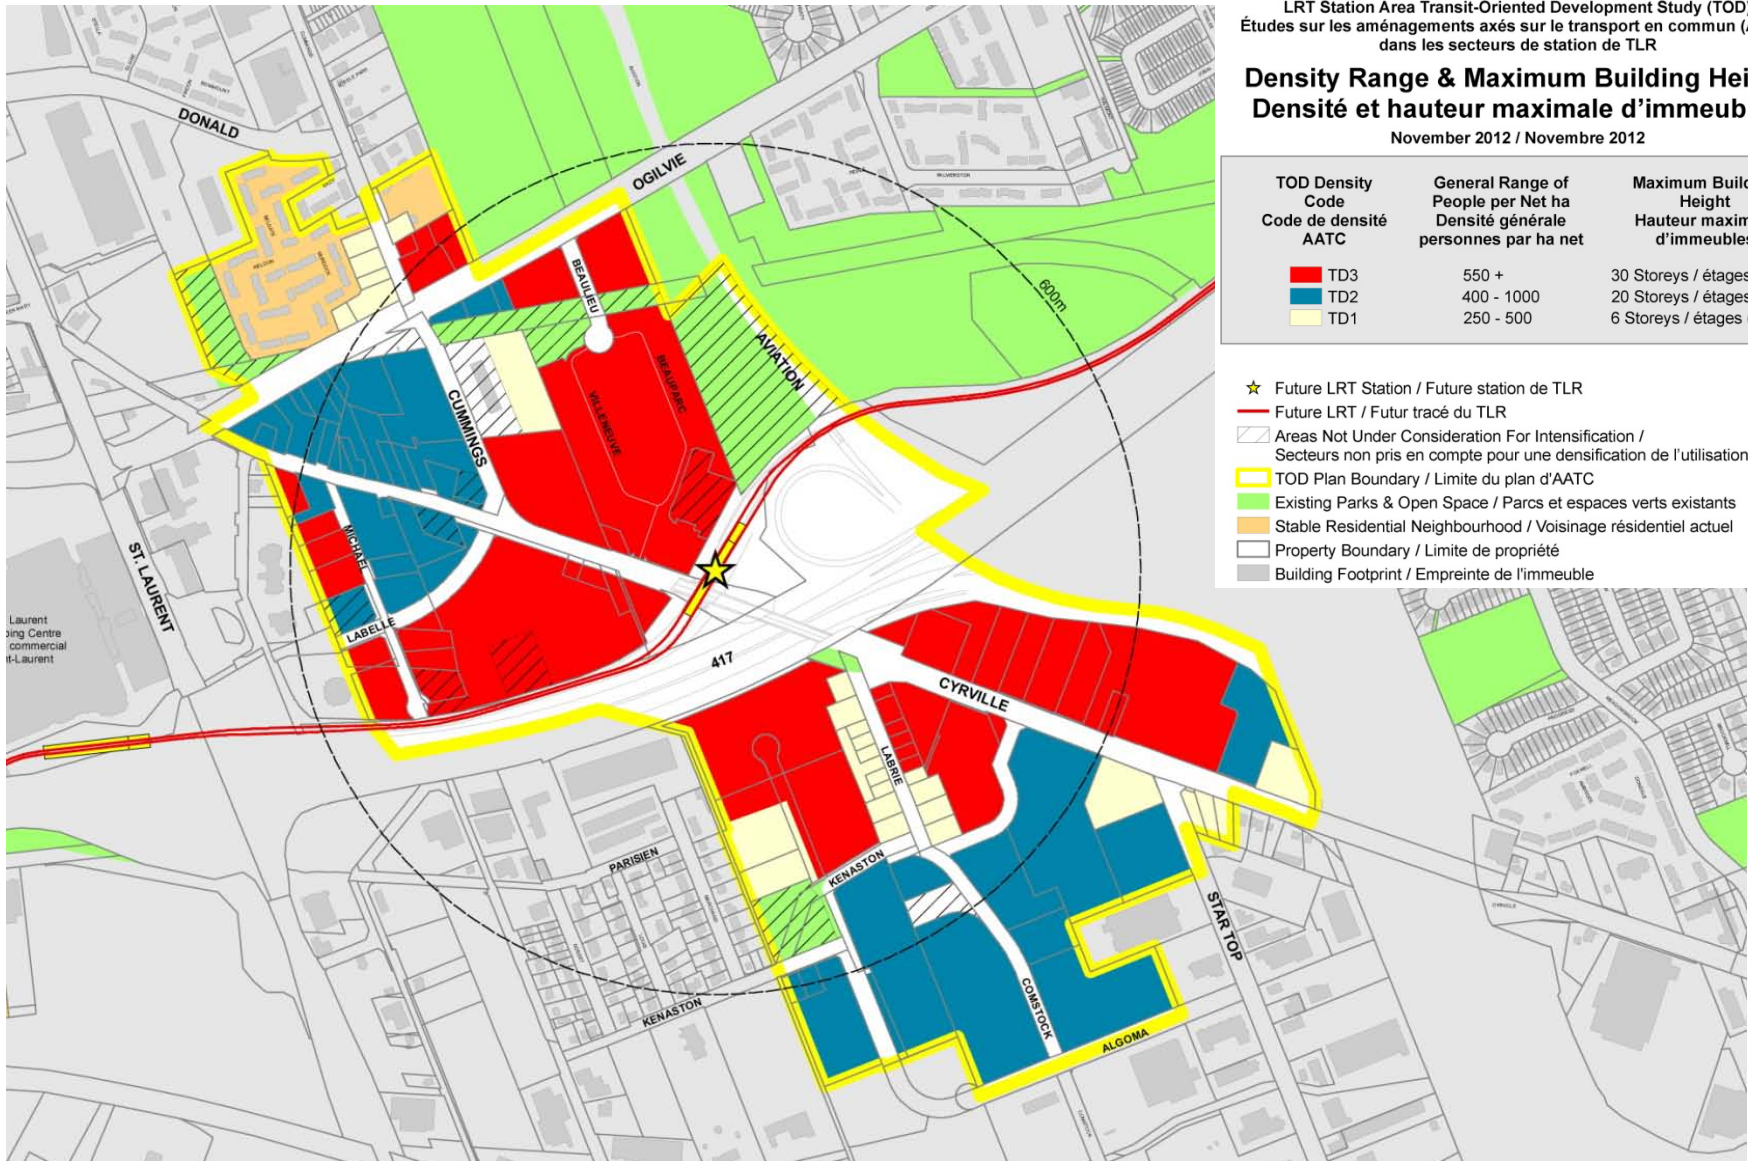 LRT Station Area Transit-Oriented Development Study (TOD)
Études sur les aménagements axés sur le transport en commun (A
dans les secteurs de station de TLR
Density Range & Maximum Building Hei
Densité et hauteur maximale d'immeub
November 2012 / Novembre 2012
TOD Density
Code
Code de densité
AATC
General Range of
People per Net ha
Densité générale
personnes par ha net
Maximum Build
Height
Hauteur maxim
d'immeubles
TD3 550 + 30 Storeys / étages
TD2 400 - 1000 20 Storeys / étages
TD1 250 - 500 6 Storeys / étages
Future LRT Station / Future station de TLR
Future LRT / Futur tracé du TLR
Areas Not Under Consideration For Intensification /
Secteurs non pris en compte pour une densification de l'utilisation
TOD Plan Boundary / Limite du plan d'AATC
Existing Parks & Open Space / Parcs et espaces verts existants
Stable Residential Neighbourhood / Voisinage résidentiel actuel
Property Boundary / Limite de propriété
Building Footprint / Empreinte de l'immeuble
DONALD
OGILVIE
BEAULIEU
600m
AVIATION
BEAUPARC
VILLENEUVE
CUMMINGS
MICHAEL
ST. LAURENT
LABELLE
Laurent
ping Centre
commercial
nt-Laurent
417
CYRVILLE
LABRIE
PARISIEN
KENASTON
STAR TOP
KENASTON
COMSTOCK
ALGOMA